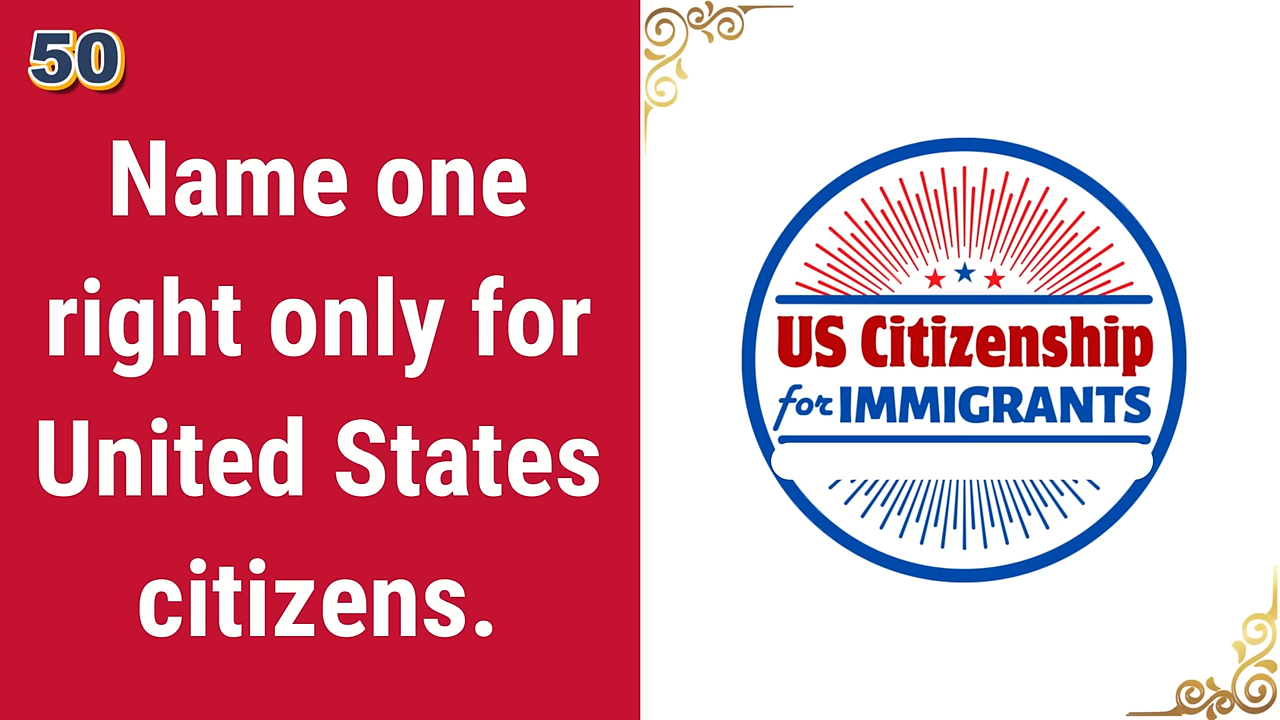 50
Name one
right only for
United States
citizens.
US Citizenship
for IMMIGRANTS